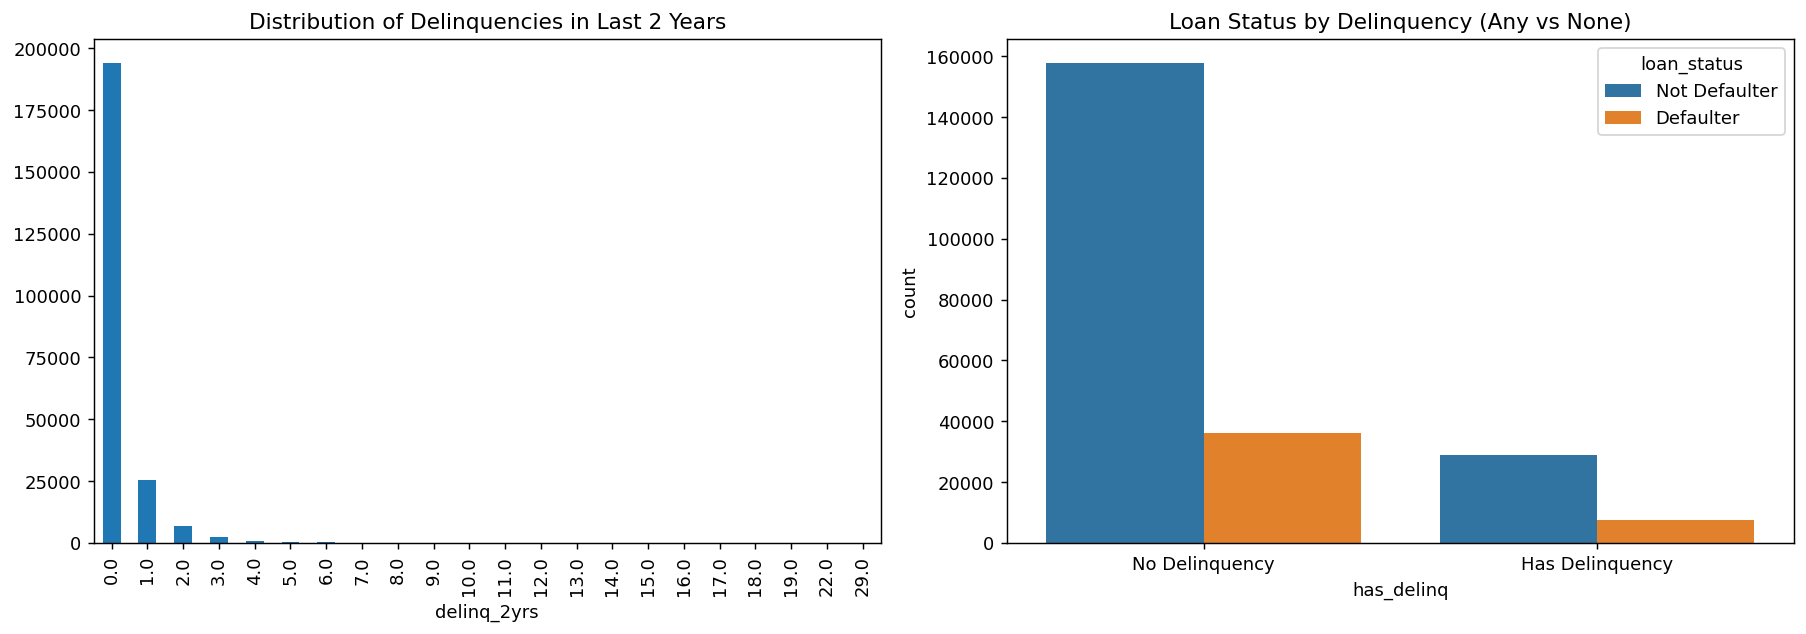 Distribution of Delinquencies in Last 2 Years
200000
175000
150000
125000
100000
75000
50000
25000
0
0.0 1.0 2.0 3.0 4.0 5.0 6.0 7.0 8.0 9.0 10.0 11.0 12.0 13.0 14.0 15.0 16.0 17.0 18.0 19.0 22.0 29.0
delinq_2yrs
Loan Status by Delinquency (Any vs None)
loan_status
Not Defaulter
Defaulter
count
160000
140000
120000
100000
80000
60000
40000
20000
0
No Delinquency Has Delinquency
has_delinq